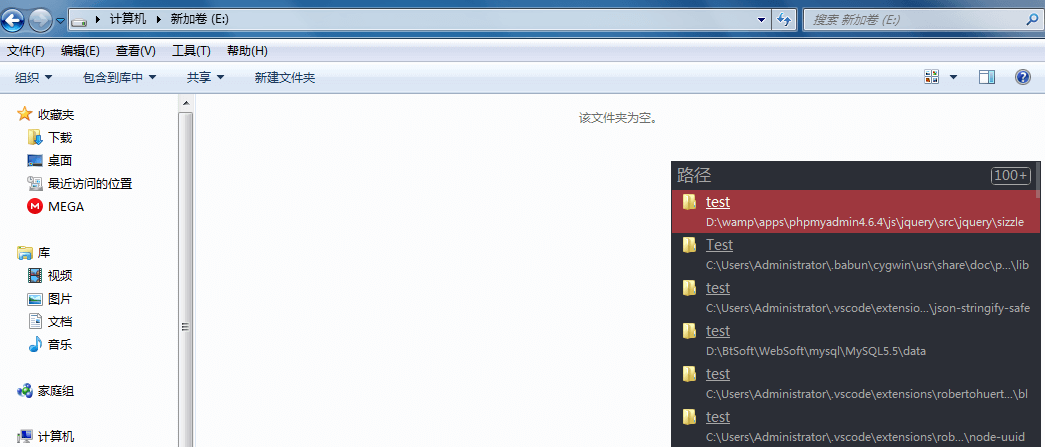 计算机 新加卷 (E:) 搜索 新加卷 (E:)
文件(F) 编辑(E) 查看(V) 工具(T) 帮助(H)
组织 包含到库中 共享 新建文件夹
收藏夹
下载
桌面
最近访问的位置
MEGA
库
视频
图片
文档
音乐
家庭组
计算机
该文件夹为空。
路径 100+
test
D:\wamp\apps\phpmyadmin4.6.4\js\jquery\src\jquery\sizzle
Test
C:\Users\Administrator\.babun\cygwin\usr\share\doc\p...\lib
test
C:\Users\Administrator\.vscode\extensio...\json-stringify-safe
test
D:\BtSoft\WebSoft\mysql\MySQL5.5\data
test
C:\Users\Administrator\.vscode\extensions\robertohuert...\bl
test
C:\Users\Administrator\.vscode\extensions\rob...\node-uuid